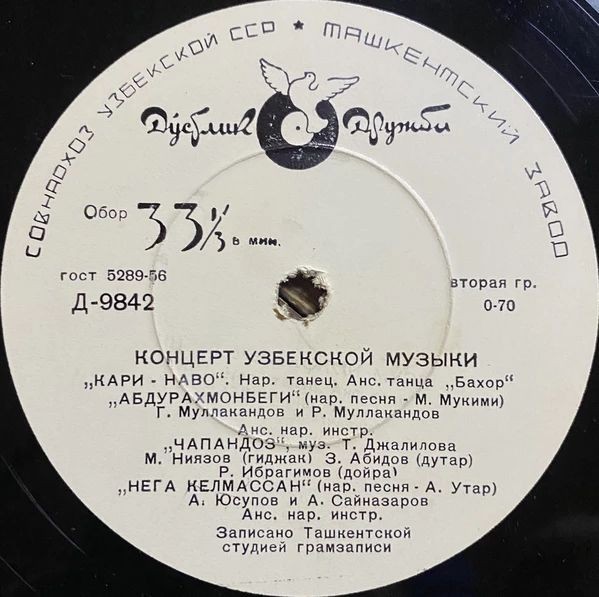 СОВНАРХОЗ УЗБЕКСКОЙ ССО ★ ТАШКЕНТСКИЙ ЗАВОД
Дӯстлик Дружба
Обор 33⅓ в мин.
гост 5289-56
вторая гр.
Д-9842
0-70
КОНЦЕРТ УЗБЕКСКОЙ МУЗЫКИ
„КАРИ - НАВО". Нар. танец. Анс. танца „Бахор"
„АБДУРАХМОНБЕГИ" (нар. песня - М. Мукими)
Г. Муллакандов и Р. Муллакандов
Анс. нар. инстр.
„ЧАПАНДОЗ", муз. Т. Джалилова
М. Ниязов (гиджак) З. Абидов (дутар)
Р. Ибрагимов (дойра)
„НЕГА КЕЛМАССАН" (нар. песня - А. Утар)
А. Юсупов и А. Сайназаров
Анс. нар. инстр.
Записано Ташкентской
студией грамзаписи